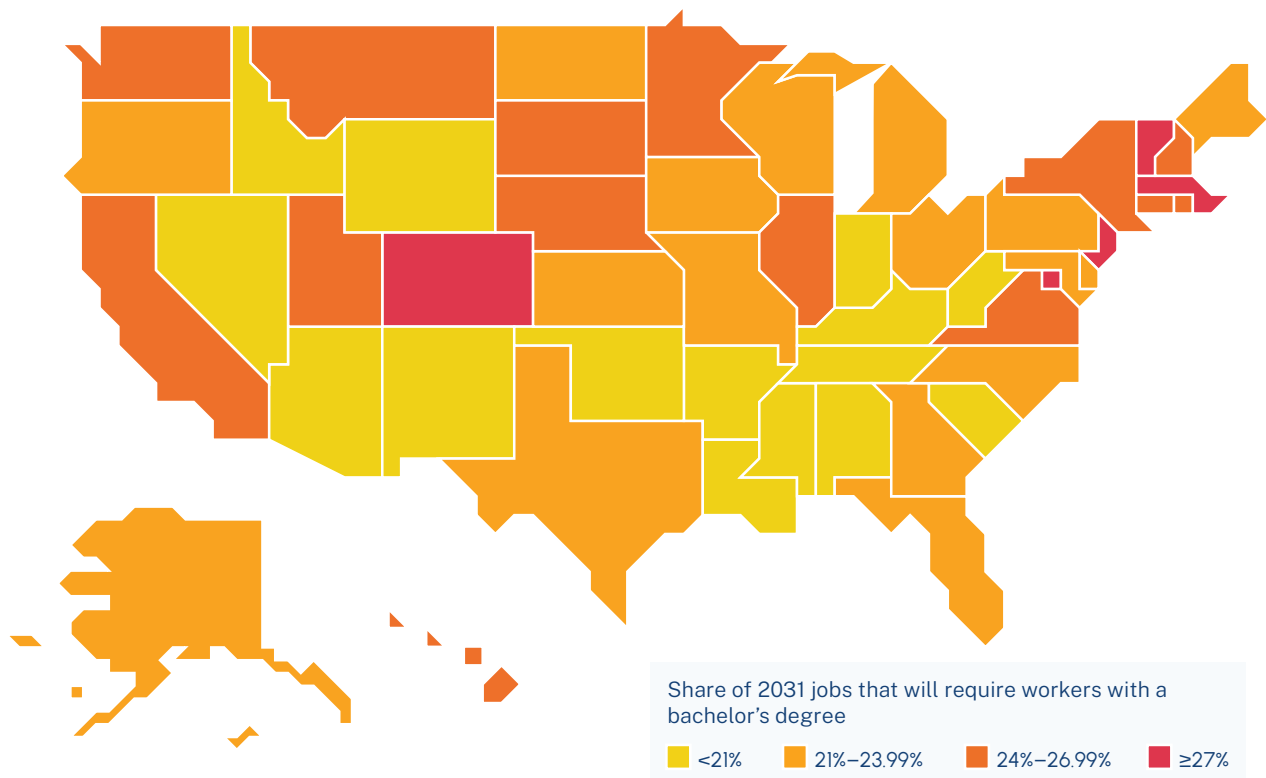 Share of 2031 jobs that will require workers with a
bachelor’s degree
<21% 21%–23.99% 24%–26.99% ≥27%